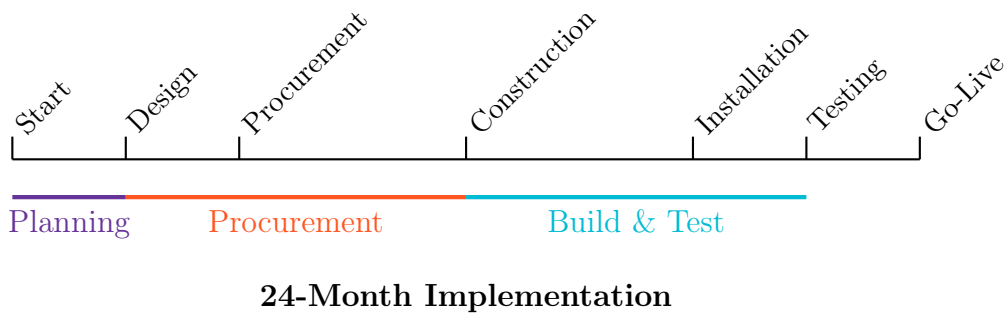 Start
Design
Procurement
Construction
Installation
Testing
Go-Live
Planning
Procurement
Build & Test
24-Month Implementation